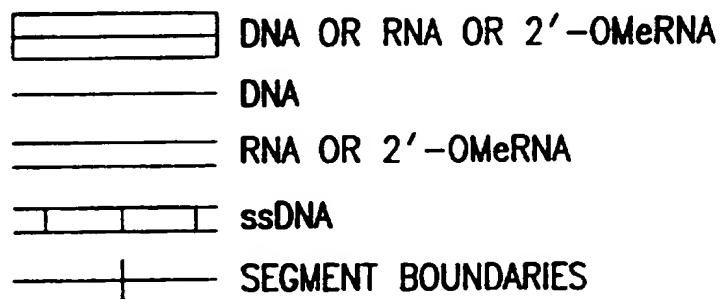 DNA OR RNA OR 2'-OMeRNA
DNA
RNA OR 2'-OMeRNA
ssDNA
SEGMENT BOUNDARIES